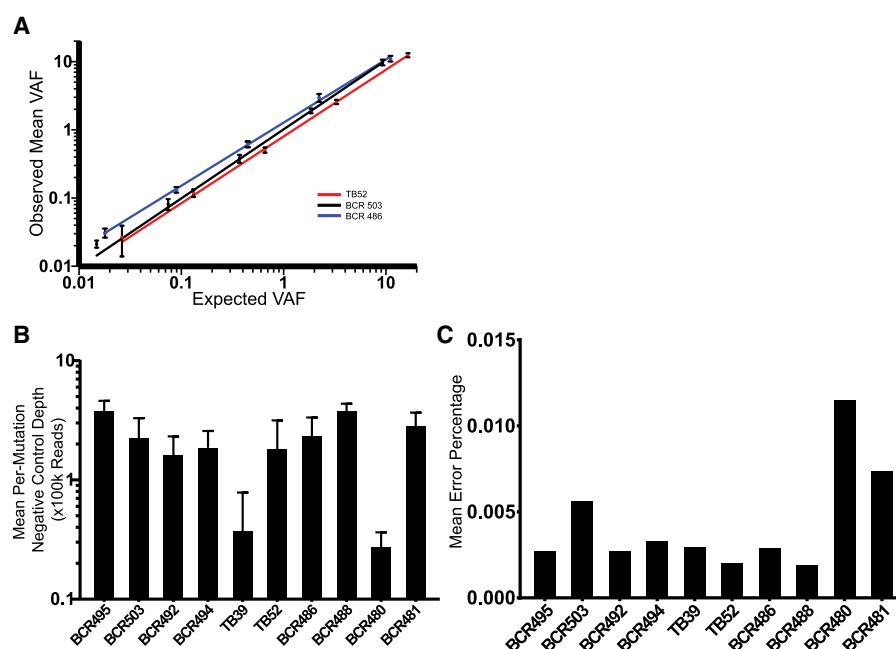 A
10
1
0.1
0.01
Observed Mean VAF
0.01
0.1
1
10
Expected VAF
TB52
BCR 503
BCR 486
B
10
1
0.1
Mean Per-Mutation
Negative Control Depth
(x100k Reads)
BCR495
BCR503
BCR492
BCR494
TB39
TB52
BCR486
BCR488
BCR480
BCR481
C
0.015
0.010
0.005
0.000
Mean Error Percentage
BCR495
BCR503
BCR492
BCR494
TB39
TB52
BCR486
BCR488
BCR480
BCR481